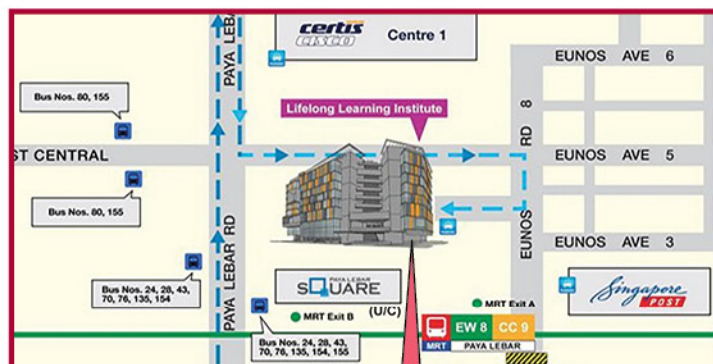 PAYA LEBAR
certis
CISCO
Centre 1
EUNOS AVE 6
Bus Nos. 80, 155
Lifelong Learning Institute
RD 8
ST CENTRAL
EUNOS AVE 5
Bus Nos. 80, 155
PAYA LEBAR RD
EUNOS
EUNOS AVE 3
Bus Nos. 24, 28, 43,
70, 76, 135, 154
PAYA LEBAR
SQUARE
(U/C)
Singapore
POST
MRT Exit B
MRT Exit A
EW 8
CC 9
MRT
PAYA LEBAR
Bus Nos. 24, 28, 43,
70, 76, 135, 154, 155